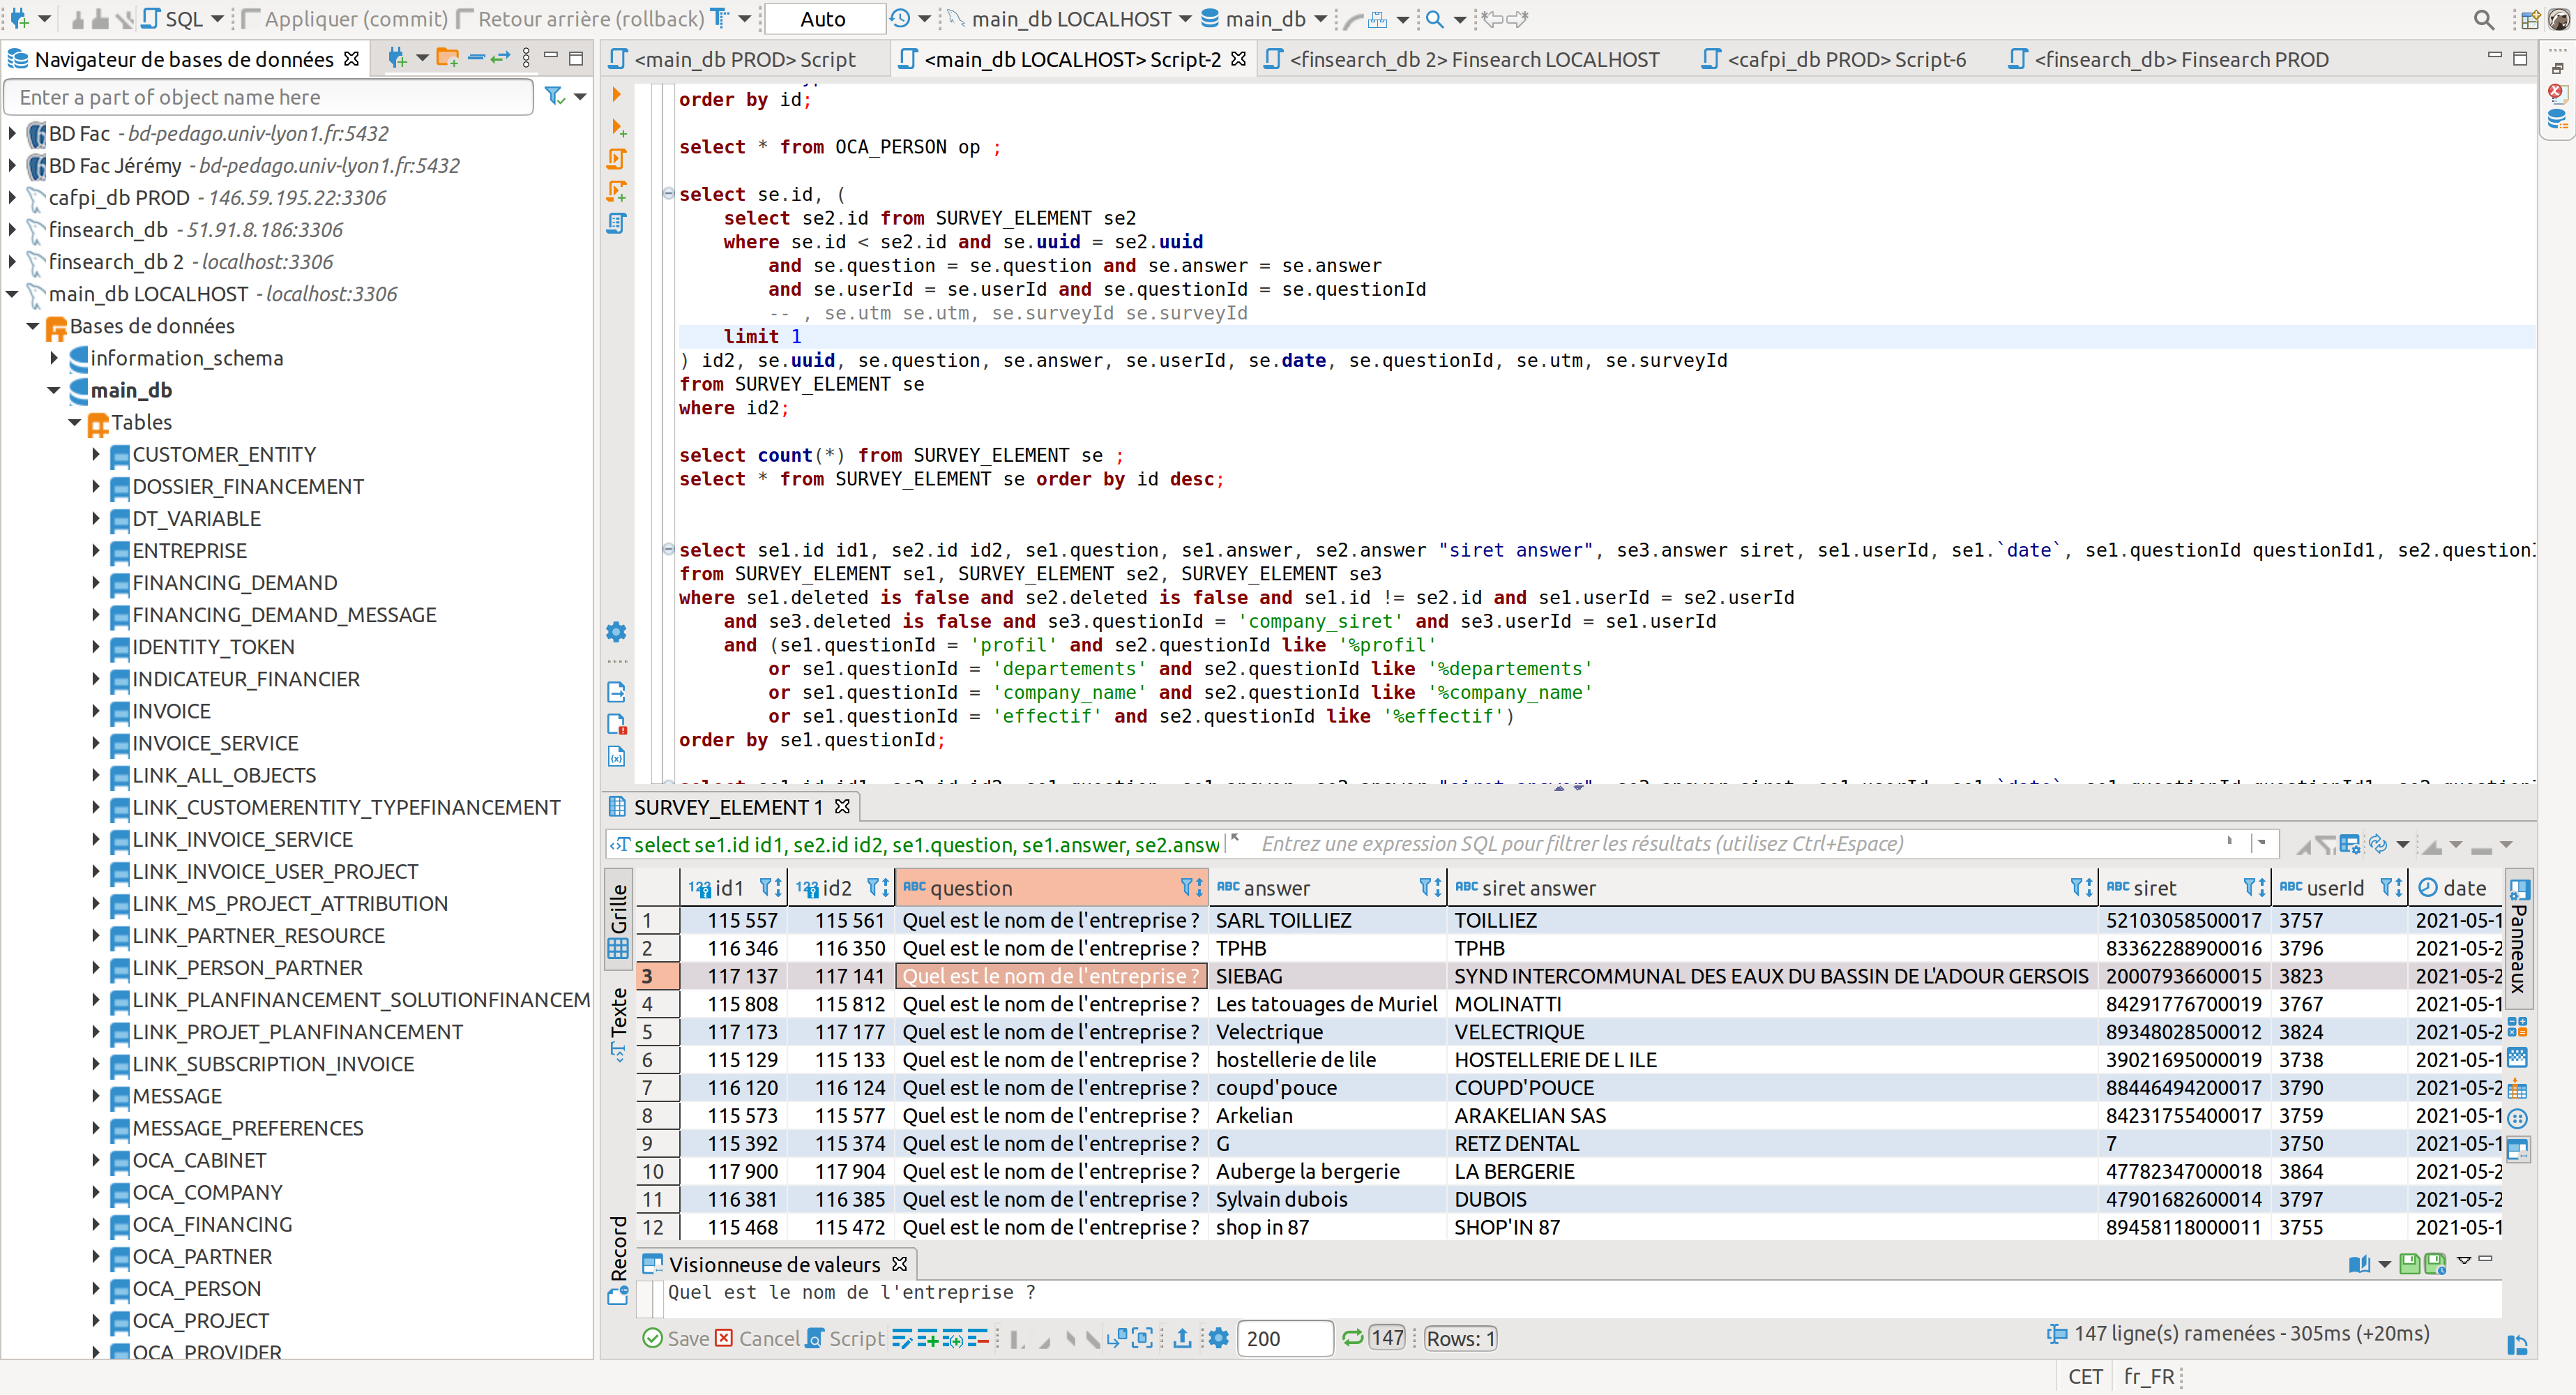 SQL Appliquer (commit) Retour arrière (rollback) Auto main_db LOCALHOST main_db
Navigateur de bases de données
Enter a part of object name here
BD Fac - bd-pedago.univ-lyon1.fr:5432
BD Fac Jérémy - bd-pedago.univ-lyon1.fr:5432
cafpi_db PROD - 146.59.195.22:3306
finsearch_db - 51.91.8.186:3306
finsearch_db 2 - localhost:3306
main_db LOCALHOST - localhost:3306
Bases de données
information_schema
main_db
Tables
CUSTOMER_ENTITY
DOSSIER_FINANCEMENT
DT_VARIABLE
ENTREPRISE
FINANCING_DEMAND
FINANCING_DEMAND_MESSAGE
IDENTITY_TOKEN
INDICATEUR_FINANCIER
INVOICE
INVOICE_SERVICE
LINK_ALL_OBJECTS
LINK_CUSTOMERENTITY_TYPEFINANCEMENT
LINK_INVOICE_SERVICE
LINK_INVOICE_USER_PROJECT
LINK_MS_PROJECT_ATTRIBUTION
LINK_PARTNER_RESOURCE
LINK_PERSON_PARTNER
LINK_PLANFINANCEMENT_SOLUTIONFINANCEM
LINK_PROJET_PLANFINANCEMENT
LINK_SUBSCRIPTION_INVOICE
MESSAGE
MESSAGE_PREFERENCES
OCA_CABINET
OCA_COMPANY
OCA_FINANCING
OCA_PARTNER
OCA_PERSON
OCA_PROJECT
OCA_PROVIDER
<main_db PROD> Script <main_db LOCALHOST> Script-2 <finsearch_db 2> Finsearch LOCALHOST <cafpi_db PROD> Script-6 <finsearch_db> Finsearch PROD
order by id;
select * from OCA_PERSON op ;
select se.id, (
select se2.id from SURVEY_ELEMENT se2
where se.id < se2.id and se.uuid = se2.uuid
and se.question = se.question and se.answer = se.answer
and se.userId = se.userId and se.questionId = se.questionId
-- , se.utm se.utm, se.surveyId se.surveyId
limit 1
) id2, se.uuid, se.question, se.answer, se.userId, se.date, se.questionId, se.utm, se.surveyId
from SURVEY_ELEMENT se
where id2;
select count(*) from SURVEY_ELEMENT se ;
select * from SURVEY_ELEMENT se order by id desc;
select se1.id id1, se2.id id2, se1.question, se1.answer, se2.answer "siret answer", se3.answer siret, se1.userId, se1.`date`, se1.questionId questionId1, se2.question
from SURVEY_ELEMENT se1, SURVEY_ELEMENT se2, SURVEY_ELEMENT se3
where se1.deleted is false and se2.deleted is false and se1.id != se2.id and se1.userId = se2.userId
and se3.deleted is false and se3.questionId = 'company_siret' and se3.userId = se1.userId
and (se1.questionId = 'profil' and se2.questionId like '%profil'
or se1.questionId = 'departements' and se2.questionId like '%departements'
or se1.questionId = 'company_name' and se2.questionId like '%company_name'
or se1.questionId = 'effectif' and se2.questionId like '%effectif')
order by se1.questionId;
SURVEY_ELEMENT 1
select se1.id id1, se2.id id2, se1.question, se1.answer, se2.answ Entrez une expression SQL pour filtrer les résultats (utilisez Ctrl+Espace)
Grille
Texte
Record
Panneaux
123 id1 123 id2 ABC question ABC answer ABC siret answer ABC siret ABC userId date
1 115 557 115 561 Quel est le nom de l'entreprise ? SARL TOILLIEZ TOILLIEZ 52103058500017 3757 2021-05-1
2 116 346 116 350 Quel est le nom de l'entreprise ? TPHB TPHB 83362288900016 3796 2021-05-2
3 117 137 117 141 Quel est le nom de l'entreprise ? SIEBAG SYND INTERCOMMUNAL DES EAUX DU BASSIN DE L'ADOUR GERSOIS 20007936600015 3823 2021-05-2
4 115 808 115 812 Quel est le nom de l'entreprise ? Les tatouages de Muriel MOLINATTI 84291776700019 3767 2021-05-1
5 117 173 117 177 Quel est le nom de l'entreprise ? Velectrique VELECTRIQUE 89348028500012 3824 2021-05-2
6 115 129 115 133 Quel est le nom de l'entreprise ? hostellerie de lile HOSTELLERIE DE L ILE 39021695000019 3738 2021-05-1
7 116 120 116 124 Quel est le nom de l'entreprise ? coupd'pouce COUPD'POUCE 88446494200017 3790 2021-05-2
8 115 573 115 577 Quel est le nom de l'entreprise ? Arkelian ARAKELIAN SAS 84231755400017 3759 2021-05-1
9 115 392 115 374 Quel est le nom de l'entreprise ? G RETZ DENTAL 7 3750 2021-05-1
10 117 900 117 904 Quel est le nom de l'entreprise ? Auberge la bergerie LA BERGERIE 47782347000018 3864 2021-05-2
11 116 381 116 385 Quel est le nom de l'entreprise ? Sylvain dubois DUBOIS 47901682600014 3797 2021-05-2
12 115 468 115 472 Quel est le nom de l'entreprise ? shop in 87 SHOP'IN 87 89458118000011 3755 2021-05-1
Visionneuse de valeurs
Quel est le nom de l'entreprise ?
Save Cancel Script 200 147 Rows: 1 147 ligne(s) ramenées - 305ms (+20ms)
CET fr_FR